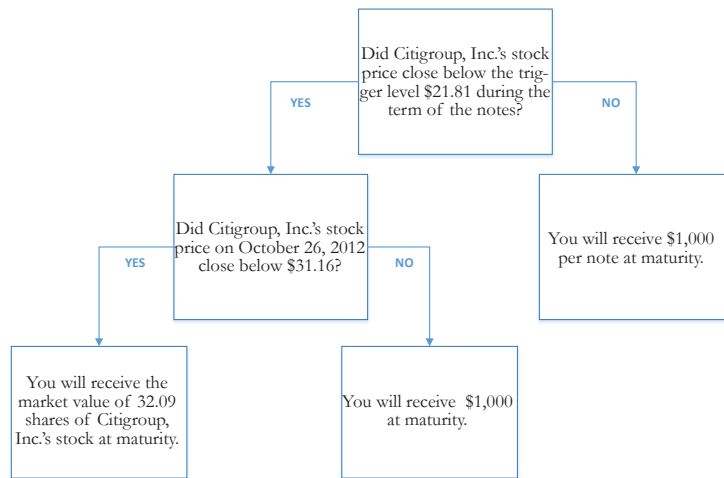 Did Citigroup, Inc.'s stock
price close below the trig-
ger level $21.81 during the
term of the notes?
YES
NO
Did Citigroup, Inc.'s stock
price on October 26, 2012
close below $31.16?
You will receive $1,000
per note at maturity.
YES
NO
You will receive the
market value of 32.09
shares of Citigroup,
Inc.'s stock at maturity.
You will receive $1,000
at maturity.